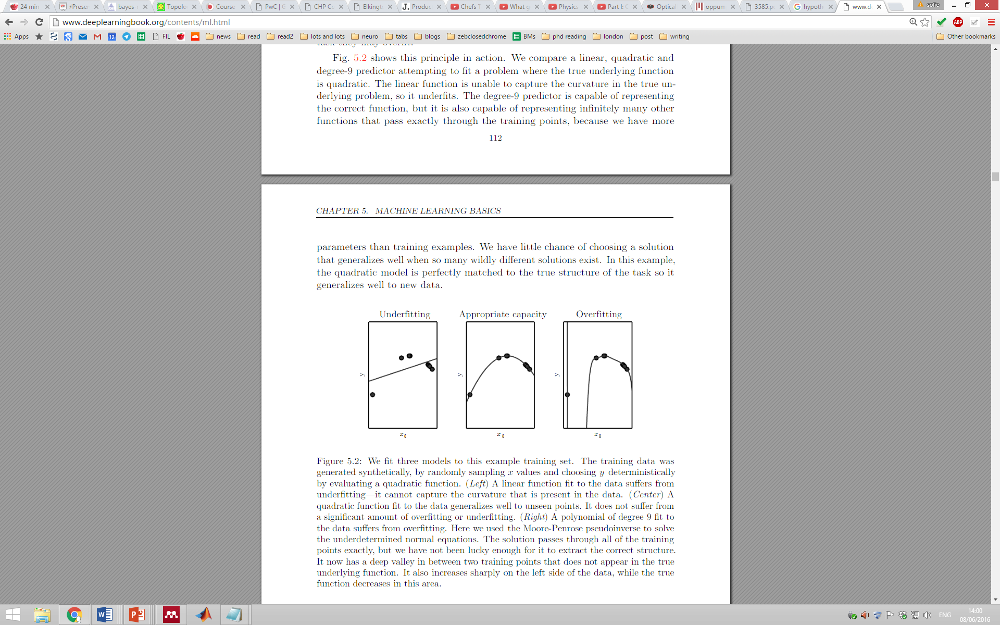 24 min
Preser
bayes-
Topolo
Course
PwC | G
CHP Co
Elkingt
J. Produc
Chefs T
What g
Physics
Part I: C
Optical
oppum
3585.p
hypoth
www.d
sofie
www.deeplearningbook.org/contents/ml.html
ABP
Apps
12
FIL
news
read
read2
lots and lots
neuro
tabs
blogs
zebclosedchrome
BMs
phd reading
london
post
writing
Other bookmarks
task they may overfit.
Fig. 5.2 shows this principle in action. We compare a linear, quadratic and
degree-9 predictor attempting to fit a problem where the true underlying function
is quadratic. The linear function is unable to capture the curvature in the true un-
derlying problem, so it underfits. The degree-9 predictor is capable of representing
the correct function, but it is also capable of representing infinitely many other
functions that pass exactly through the training points, because we have more
112
CHAPTER 5. MACHINE LEARNING BASICS
parameters than training examples. We have little chance of choosing a solution
that generalizes well when so many wildly different solutions exist. In this example,
the quadratic model is perfectly matched to the true structure of the task so it
generalizes well to new data.
Underfitting
Appropriate capacity
Overfitting
y
y
y
x0
x0
x0
Figure 5.2: We fit three models to this example training set. The training data was
generated synthetically, by randomly sampling x values and choosing y deterministically
by evaluating a quadratic function. (Left) A linear function fit to the data suffers from
underfitting—it cannot capture the curvature that is present in the data. (Center) A
quadratic function fit to the data generalizes well to unseen points. It does not suffer from
a significant amount of overfitting or underfitting. (Right) A polynomial of degree 9 fit to
the data suffers from overfitting. Here we used the Moore-Penrose pseudoinverse to solve
the underdetermined normal equations. The solution passes through all of the training
points exactly, but we have not been lucky enough for it to extract the correct structure.
It now has a deep valley in between two training points that does not appear in the true
underlying function. It also increases sharply on the left side of the data, while the true
function decreases in this area.
ENG
14:00
08/06/2016